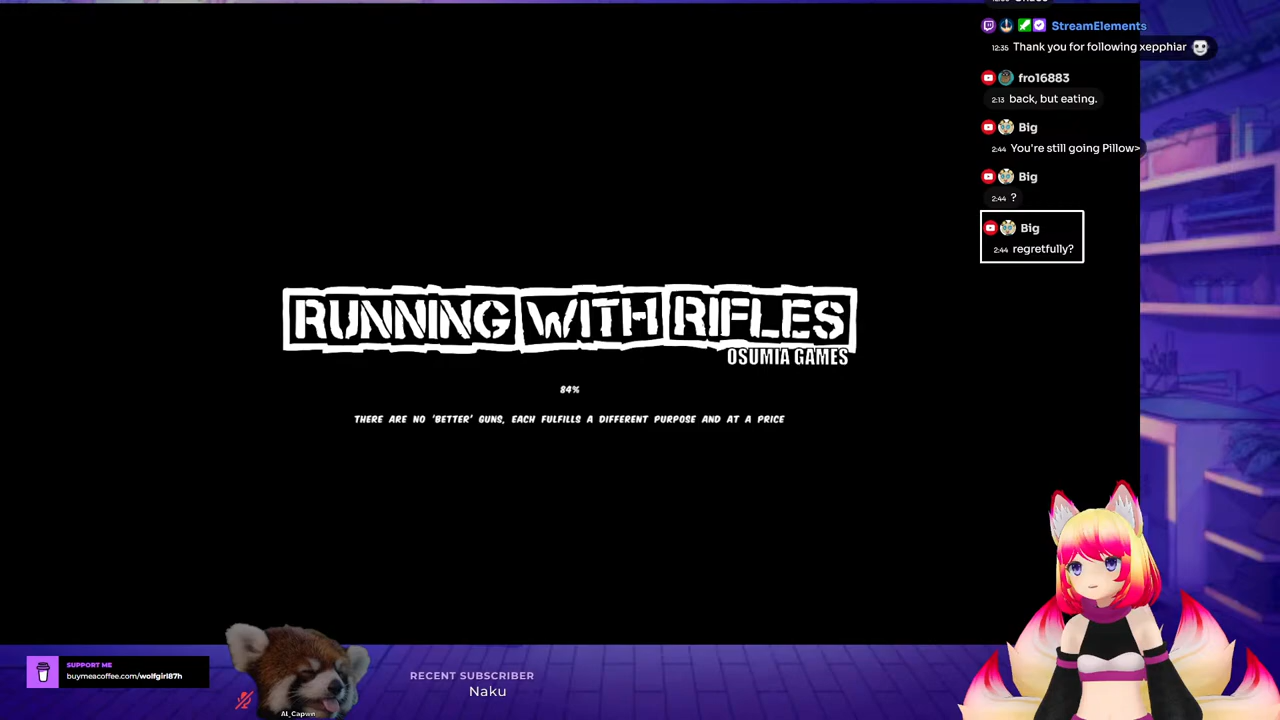 StreamElements
12:35 Thank you for following xepphiar
fro16883
2:13 back, but eating.
Big
2:44 You're still going Pillow>
Big
2:44 ?
Big
2:44 regretfully?
RUNNING WITH RIFLES
OSUMIA GAMES
84%
THERE ARE NO 'BETTER' GUNS, EACH FULFILLS A DIFFERENT PURPOSE AND AT A PRICE
SUPPORT ME
buymeacoffee.com/wolfgirl87h
Al_Capwn
RECENT SUBSCRIBER
Naku